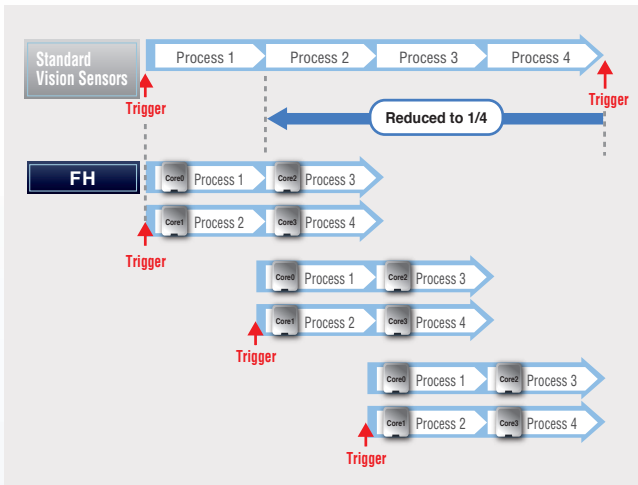 Standard
Vision Sensors
Process 1 Process 2 Process 3 Process 4
Trigger
Trigger
Reduced to 1/4
FH
Core0 Process 1 Core2 Process 3
Core1 Process 2 Core3 Process 4
Trigger
Core0 Process 1 Core2 Process 3
Core1 Process 2 Core3 Process 4
Trigger
Core0 Process 1 Core2 Process 3
Core1 Process 2 Core3 Process 4
Trigger